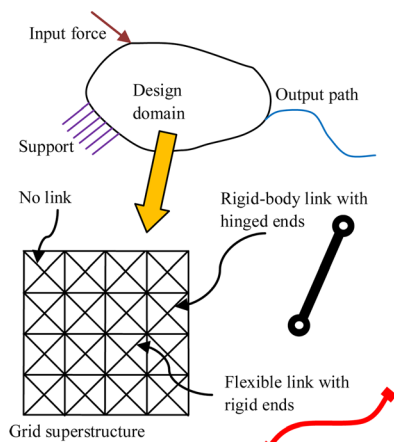 Input force
Design
domain
Output path
Support
No link
Rigid-body link with
hinged ends
Flexible link with
rigid ends
Grid superstructure